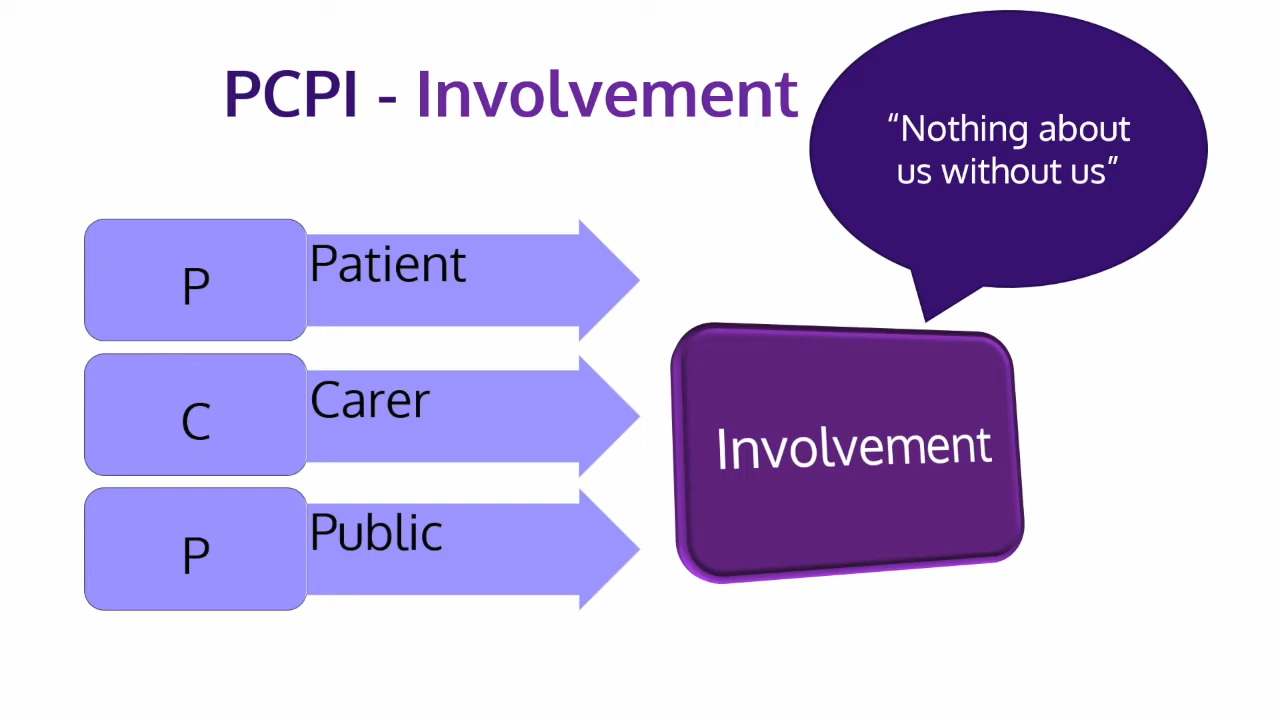 PCPI - Involvement
“Nothing about
us without us”
P
Patient
C
Carer
P
Public
Involvement